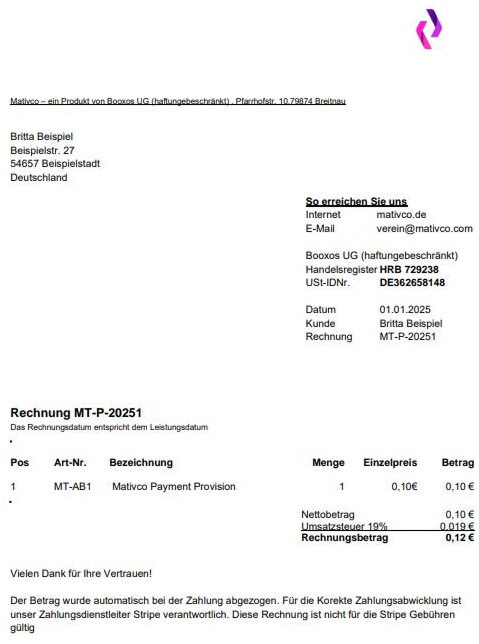 Mativco – ein Produkt von Booxos UG (haftungebeschränkt) . Pfarrhofstr. 10,79874 Breitnau
Britta Beispiel
Beispielstr. 27
54657 Beispielstadt
Deutschland
So erreichen Sie uns
Internet mativco.de
E-Mail verein@mativco.com
Booxos UG (haftungebeschränkt)
Handelsregister HRB 729238
USt-IDNr. DE362658148
Datum 01.01.2025
Kunde Britta Beispiel
Rechnung MT-P-20251
Rechnung MT-P-20251
Das Rechnungsdatum entspricht dem Leistungsdatum
Pos Art-Nr. Bezeichnung Menge Einzelpreis Betrag
1 MT-AB1 Mativco Payment Provision 1 0,10€ 0,10 €
Nettobetrag 0,10 €
Umsatzsteuer 19% 0,019 €
Rechnungsbetrag 0,12 €
Vielen Dank für Ihre Vertrauen!
Der Betrag wurde automatisch bei der Zahlung abgezogen. Für die Korekte Zahlungsabwicklung ist
unser Zahlungsdienstleiter Stripe verantwortlich. Diese Rechnung ist nicht für die Stripe Gebühren
gültig